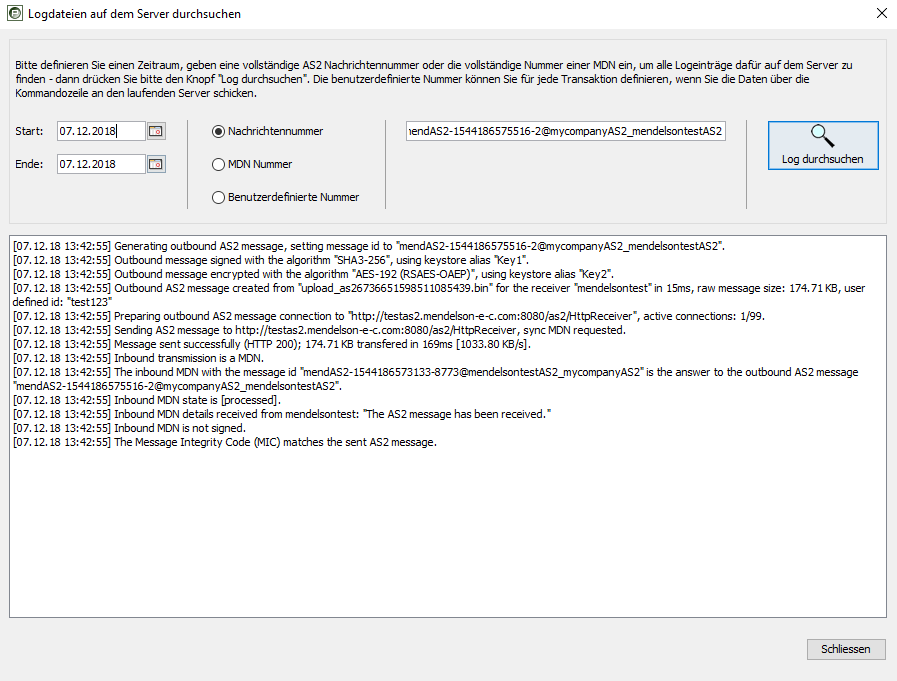 Logdateien auf dem Server durchsuchen
Bitte definieren Sie einen Zeitraum, geben eine vollständige AS2 Nachrichtennummer oder die vollständige Nummer einer MDN ein, um alle Logeinträge dafür auf dem Server zu
finden - dann drücken Sie bitte den Knopf "Log durchsuchen". Die benutzerdefinierte Nummer können Sie für jede Transaktion definieren, wenn Sie die Daten über die
Kommandozeile an den laufenden Server schicken.
Start: 07.12.2018 Nachrichtennummer mendAS2-1544186575516-2@mycompanyAS2_mendelsontestAS2
Log durchsuchen
Ende: 07.12.2018 MDN Nummer
Benutzerdefinierte Nummer
[07.12.18 13:42:55] Generating outbound AS2 message, setting message id to "mendAS2-1544186575516-2@mycompanyAS2_mendelsontestAS2".
[07.12.18 13:42:55] Outbound message signed with the algorithm "SHA3-256", using keystore alias "Key1".
[07.12.18 13:42:55] Outbound message encrypted with the algorithm "AES-192 (RSAES-OAEP)", using keystore alias "Key2".
[07.12.18 13:42:55] Outbound AS2 message created from "upload_as26736651598511085439.bin" for the receiver "mendelsontest" in 15ms, raw message size: 174.71 KB, user
defined id: "test123"
[07.12.18 13:42:55] Preparing outbound AS2 message connection to "http://testas2.mendelson-e-c.com:8080/as2/HttpReceiver", active connections: 1/99.
[07.12.18 13:42:55] Sending AS2 message to http://testas2.mendelson-e-c.com:8080/as2/HttpReceiver, sync MDN requested.
[07.12.18 13:42:55] Message sent successfully (HTTP 200); 174.71 KB transfered in 169ms [1033.80 KB/s].
[07.12.18 13:42:55] Inbound transmission is a MDN.
[07.12.18 13:42:55] The inbound MDN with the message id "mendAS2-1544186573133-8773@mendelsontestAS2_mycompanyAS2" is the answer to the outbound AS2 message
"mendAS2-1544186575516-2@mycompanyAS2_mendelsontestAS2".
[07.12.18 13:42:55] Inbound MDN state is [processed].
[07.12.18 13:42:55] Inbound MDN details received from mendelsontest: "The AS2 message has been received."
[07.12.18 13:42:55] Inbound MDN is not signed.
[07.12.18 13:42:55] The Message Integrity Code (MIC) matches the sent AS2 message.
Schliessen